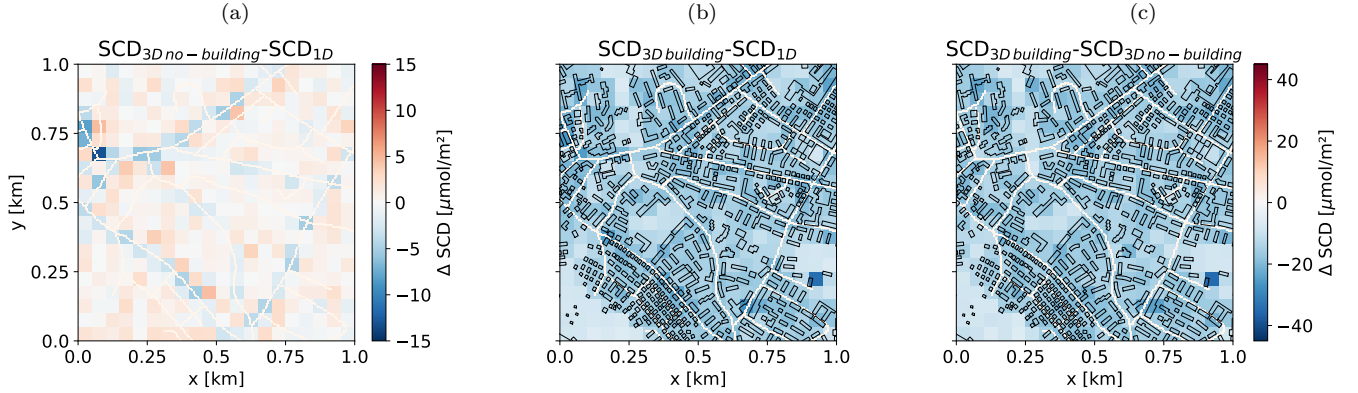 (a)
(b)
(c)
SCD3D no−building-SCD1D
SCD3D building-SCD1D
SCD3D building-SCD3D no−building
1.0
0.75
0.5
0.25
0.0
y [km]
0.0 0.25 0.5 0.75 1.0
x [km]
15
10
5
0
−5
−10
−15
Δ SCD [μmol/m²]
0.0 0.25 0.5 0.75 1.0
x [km]
0.0 0.25 0.5 0.75 1.0
x [km]
40
20
0
−20
−40
Δ SCD [μmol/m²]